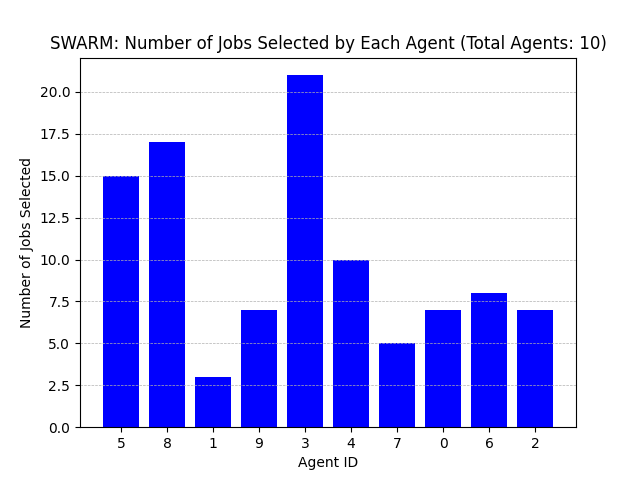 SWARM: Number of Jobs Selected by Each Agent (Total Agents: 10)
20.0
17.5
15.0
12.5
10.0
7.5
5.0
2.5
0.0
Number of Jobs Selected
5 8 1 9 3 4 7 0 6 2
Agent ID